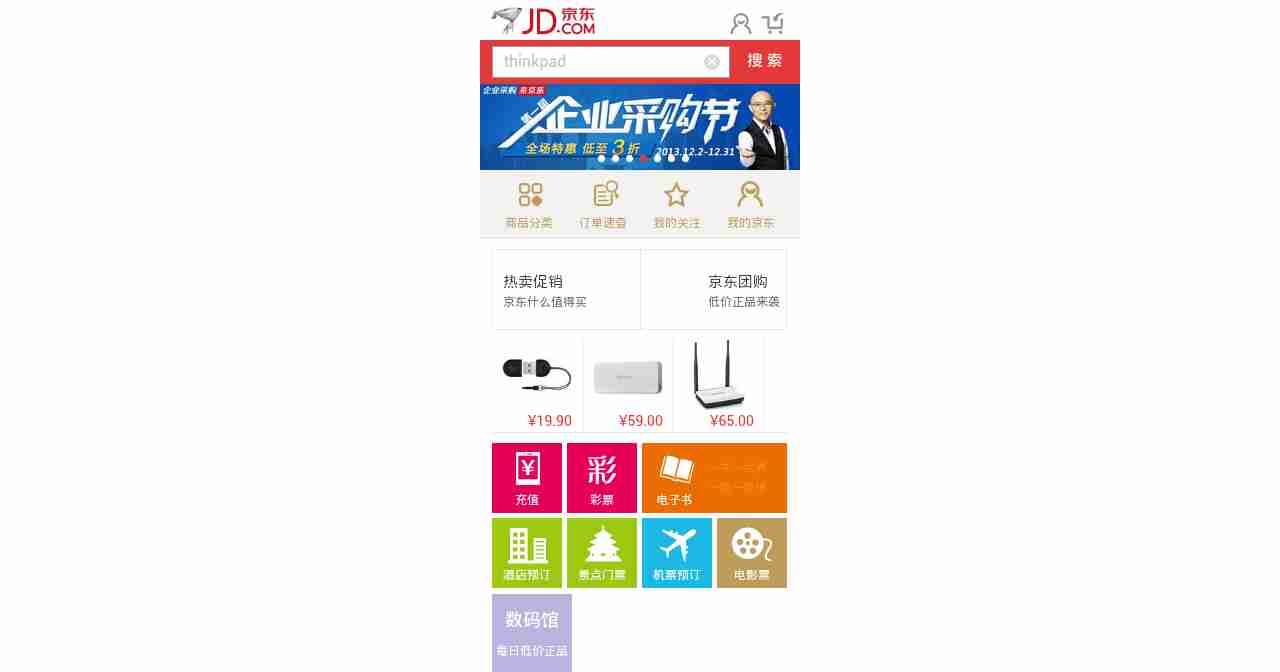 JD 京东
.COM
thinkpad
搜 索
企业采购 来京东
第一届
企业采购节
全场特惠 低至 3 折
2013.12.2-12.31
商品分类 订单速查 我的关注 我的京东
热卖促销 京东团购
京东什么值得买 低价正品来袭
¥19.90 ¥59.00 ¥65.00
¥ 彩
充值 彩票 电子书
酒店预订 景点门票 机票预订 电影票
数码馆
每日低价正品